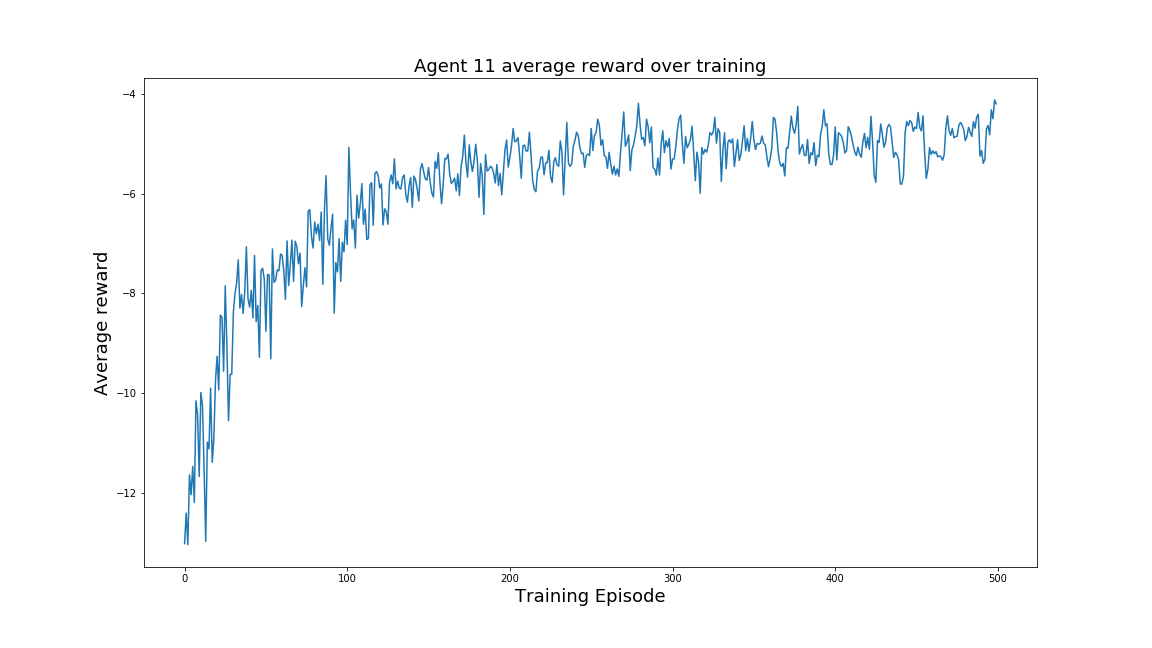 Agent 11 average reward over training
−4
−6
−8
−10
−12
Average reward
0 100 200 300 400 500
Training Episode